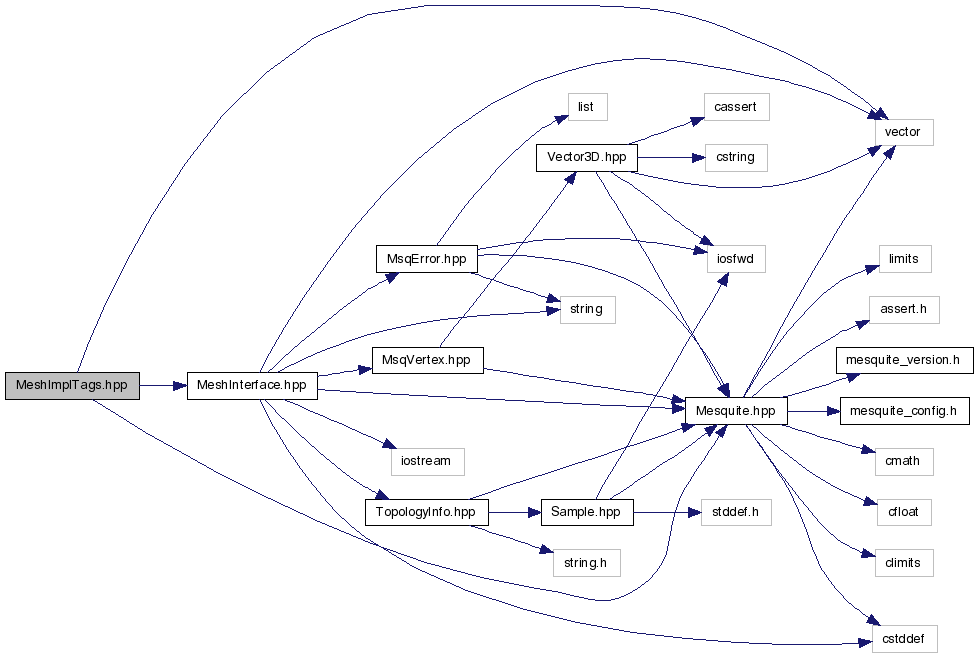 list
cassert
vector
Vector3D.hpp
cstring
MsqError.hpp
iosfwd
limits
string
assert.h
MsqVertex.hpp
mesquite_version.h
MeshImplTags.hpp
MeshInterface.hpp
Mesquite.hpp
mesquite_config.h
iostream
cmath
TopologyInfo.hpp
Sample.hpp
stddef.h
cfloat
string.h
climits
cstddef